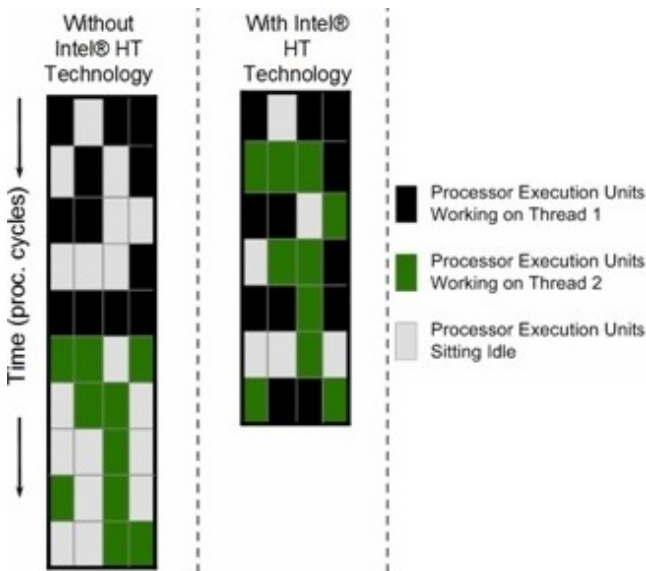 Without
Intel® HT
Technology
With Intel®
HT
Technology
Time (proc. cycles)
Processor Execution Units
Working on Thread 1
Processor Execution Units
Working on Thread 2
Processor Execution Units
Sitting Idle